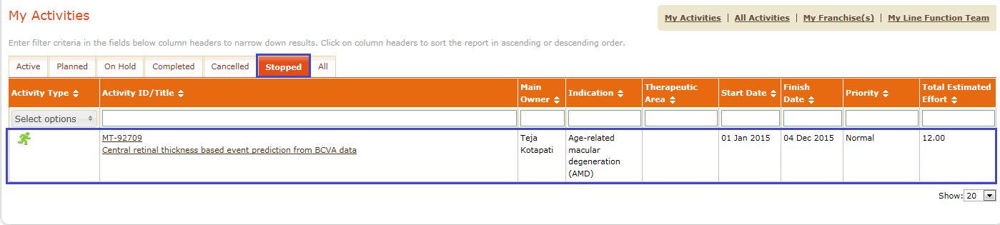 My Activities
My Activities | All Activities | My Franchise(s) | My Line Function Team
Enter filter criteria in the fields below column headers to narrow down results. Click on column headers to sort the report in ascending or descending order.
Active Planned On Hold Completed Cancelled Stopped All
Activity Type Activity ID/Title Main Owner Indication Therapeutic Area Start Date Finish Date Priority Total Estimated Effort
Select options
MT-92709 Teja Age-related 01 Jan 2015 04 Dec 2015 Normal 12.00
Central retinal thickness based event prediction from BCVA data Kotapati macular
degeneration
(AMD)
Show: 20